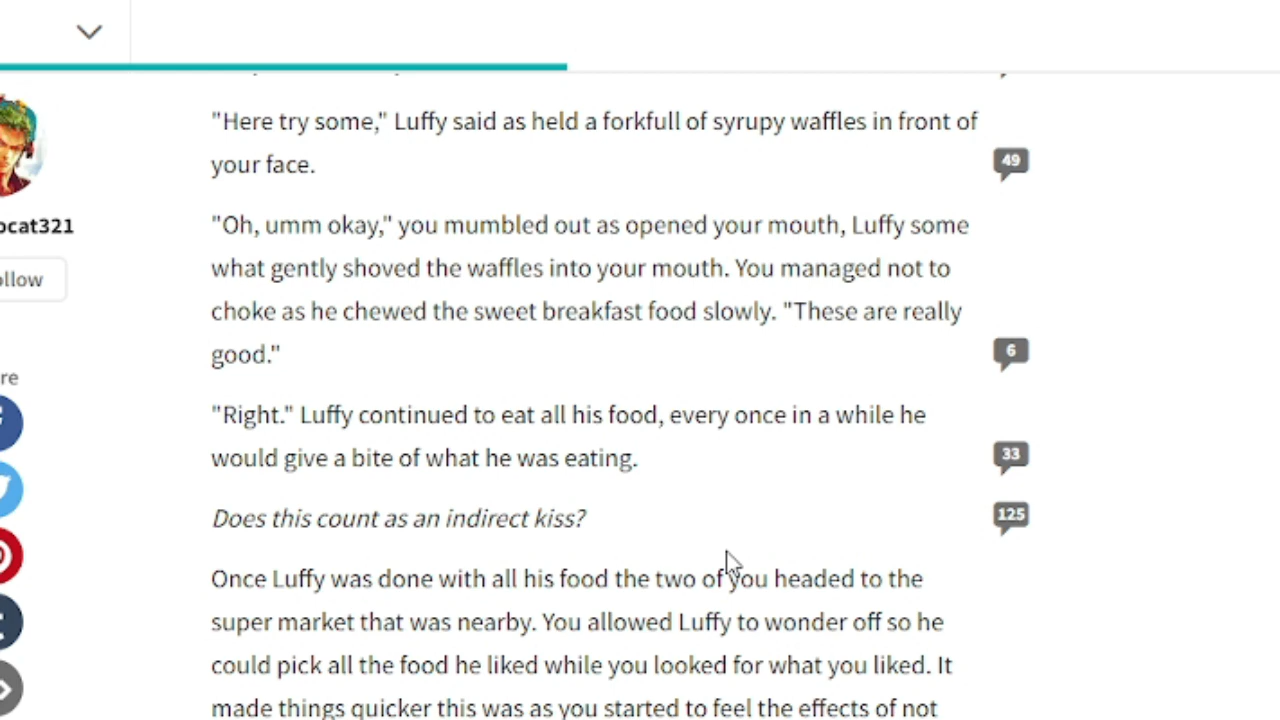 "Here try some," Luffy said as held a forkfull of syrupy waffles in front of
your face.
49
ocat321
"Oh, umm okay," you mumbled out as opened your mouth, Luffy some
what gently shoved the waffles into your mouth. You managed not to
ollow
choke as he chewed the sweet breakfast food slowly. "These are really
good."
6
re
"Right." Luffy continued to eat all his food, every once in a while he
would give a bite of what he was eating.
33
Does this count as an indirect kiss?
125
Once Luffy was done with all his food the two of you headed to the
super market that was nearby. You allowed Luffy to wonder off so he
could pick all the food he liked while you looked for what you liked. It
made things quicker this was as you started to feel the effects of not